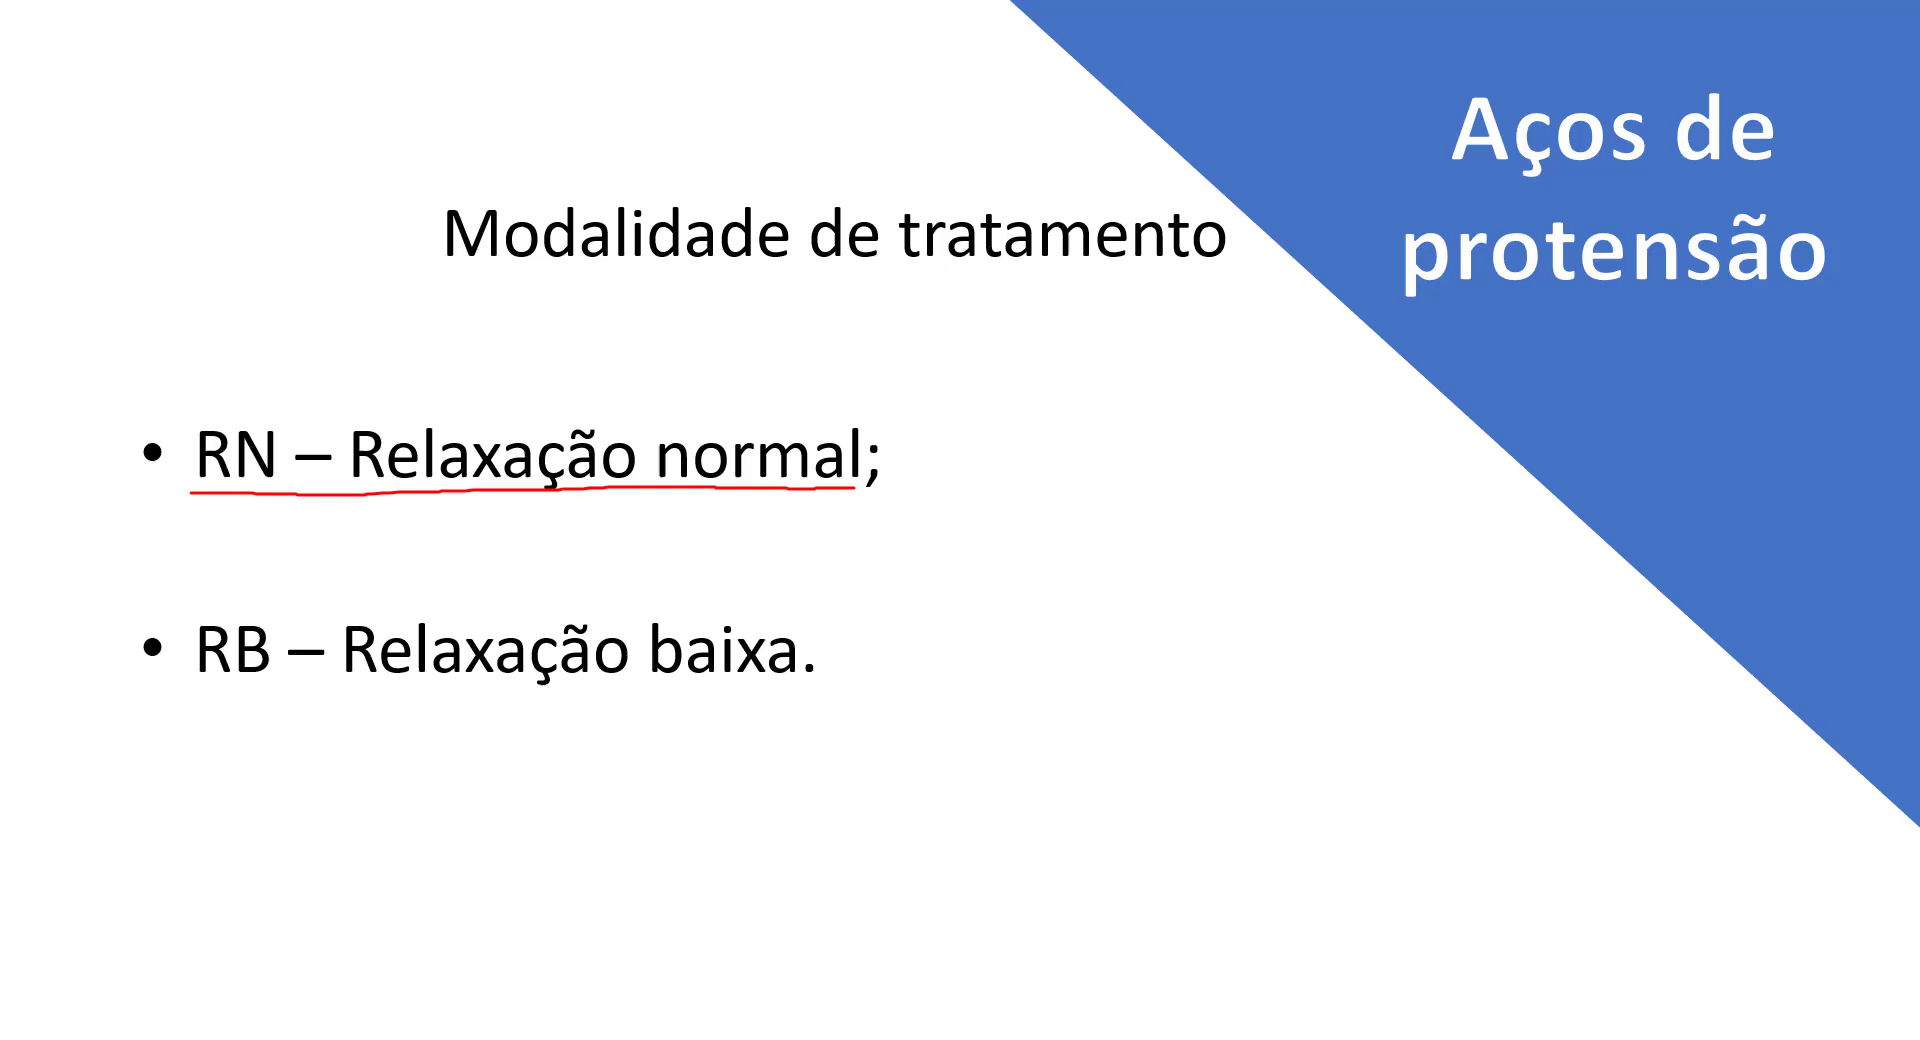 Aços de
protensão
Modalidade de tratamento
• RN – Relaxação normal;
• RB – Relaxação baixa.